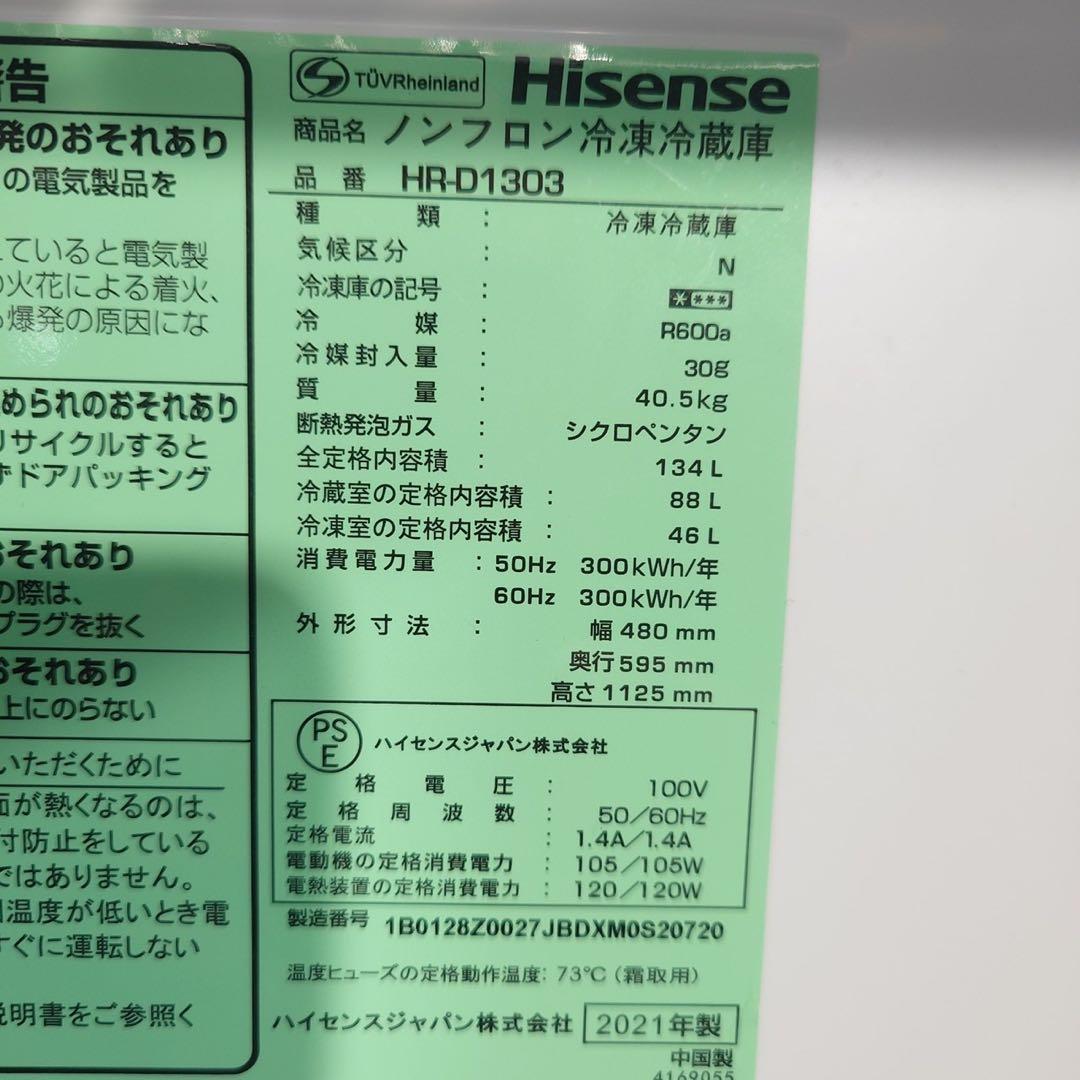 警告
発のおそれあり
の電気製品を
ていると電気製
の火花による着火、
爆発の原因にな
められのおそれあり
リサイクルすると
ずドアパッキング
おそれあり
の際は、
プラグを抜く
おそれあり
上にのらない
いただくために
面が熱くなるのは、
付防止をしている
ではありません。
温度が低いとき電
すぐに運転しない
説明書をご参照く
TÜVRheinland
Hisense
商品名 ノンフロン冷凍冷蔵庫
品番 HR-D1303
種類 : 冷凍冷蔵庫
気候区分 : N
冷凍庫の記号 : ****
冷媒 : R600a
冷媒封入量 : 30g
質量 : 40.5kg
断熱発泡ガス : シクロペンタン
全定格内容積 : 134 L
冷蔵室の定格内容積 : 88 L
冷凍室の定格内容積 : 46 L
消費電力量 : 50Hz 300kWh/年
60Hz 300kWh/年
外形寸法 : 幅 480 mm
奥行 595 mm
高さ 1125 mm
PSE ハイセンスジャパン株式会社
定格電圧 : 100V
定格周波数 : 50/60Hz
定格電流 : 1.4A/1.4A
電動機の定格消費電力 : 105/105W
電熱装置の定格消費電力 : 120/120W
製造番号 1B0128Z0027JBDXM0S20720
温度ヒューズの定格動作温度: 73℃(霜取用)
ハイセンスジャパン株式会社 2021年製
中国製
4169055